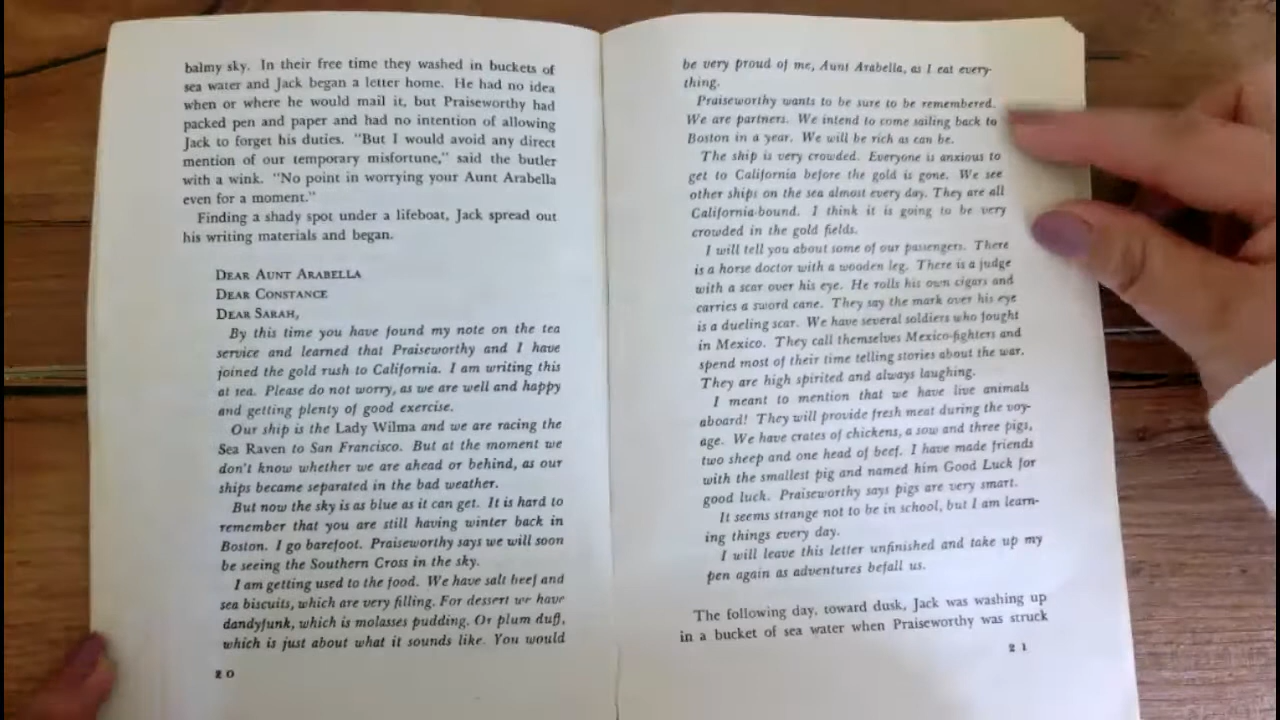 balmy sky. In their free time they washed in buckets of
sea water and Jack began a letter home. He had no idea
when or where he would mail it, but Praiseworthy had
packed pen and paper and had no intention of allowing
Jack to forget his duties. "But I would avoid any direct
mention of our temporary misfortune," said the butler
with a wink. "No point in worrying your Aunt Arabella
even for a moment."
Finding a shady spot under a lifeboat, Jack spread out
his writing materials and began.
DEAR AUNT ARABELLA
DEAR CONSTANCE
DEAR SARAH,
By this time you have found my note on the tea
service and learned that Praiseworthy and I have
joined the gold rush to California. I am writing this
at sea. Please do not worry, as we are well and happy
and getting plenty of good exercise.
Our ship is the Lady Wilma and we are racing the
Sea Raven to San Francisco. But at the moment we
don't know whether we are ahead or behind, as our
ships became separated in the bad weather.
But now the sky is as blue as it can get. It is hard to
remember that you are still having winter back in
Boston. I go barefoot. Praiseworthy says we will soon
be seeing the Southern Cross in the sky.
I am getting used to the food. We have salt beef and
sea biscuits, which are very filling. For dessert we have
dandyfunk, which is molasses pudding. Or plum duff,
which is just about what it sounds like. You would
20
be very proud of me, Aunt Arabella, as I eat every-
thing.
Praiseworthy wants to be sure to be remembered.
We are partners. We intend to come sailing back to
Boston in a year. We will be rich as can be.
The ship is very crowded. Everyone is anxious to
get to California before the gold is gone. We see
other ships on the sea almost every day. They are all
California-bound. I think it is going to be very
crowded in the gold fields.
I will tell you about some of our passengers. There
is a horse doctor with a wooden leg. There is a judge
with a scar over his eye. He rolls his own cigars and
carries a sword cane. They say the mark over his eye
is a dueling scar. We have several soldiers who fought
in Mexico. They call themselves Mexico-fighters and
spend most of their time telling stories about the war.
They are high spirited and always laughing.
I meant to mention that we have live animals
aboard! They will provide fresh meat during the voy-
age. We have crates of chickens, a sow and three pigs,
two sheep and one head of beef. I have made friends
with the smallest pig and named him Good Luck for
good luck. Praiseworthy says pigs are very smart.
It seems strange not to be in school, but I am learn-
ing things every day.
I will leave this letter unfinished and take up my
pen again as adventures befall us.
The following day, toward dusk, Jack was washing up
in a bucket of sea water when Praiseworthy was struck
21